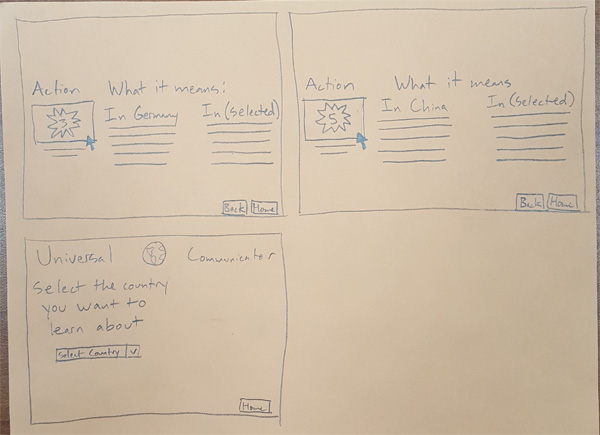 Action What it means:
3
In Germany In (selected)
Back Home
Action What it means
5
In China In (selected)
Back Home
Universal Communicator
Select the country
you want to
learn about
Select Country v
Home